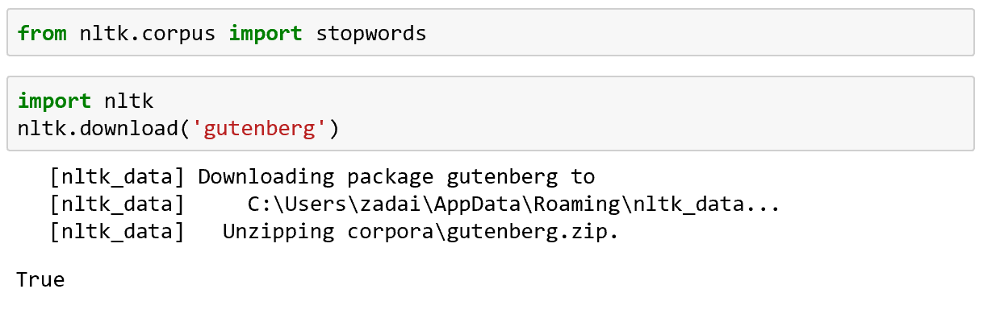 from nltk.corpus import stopwords
import nltk
nltk.download('gutenberg')
[nltk_data] Downloading package gutenberg to
[nltk_data]     C:\Users\zadai\AppData\Roaming\nltk_data...
[nltk_data]   Unzipping corpora\gutenberg.zip.
True